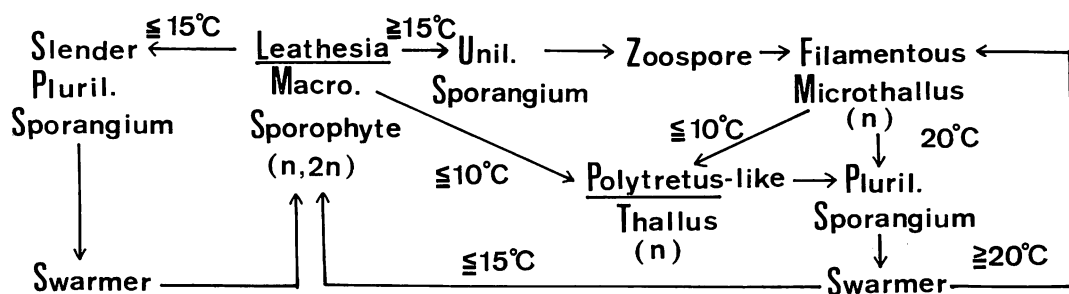 ≦15℃ Leathesia ≧15℃
Slender Unil. Zoospore Filamentous
Pluril. Macro. Sporangium Microthallus
Sporangium Sporophyte ≦10℃ (n) 20℃
(n,2n) ≦10℃ Polytretus-like Pluril.
Thallus Sporangium
(n)
≦15℃ ≧20℃
Swarmer Swarmer